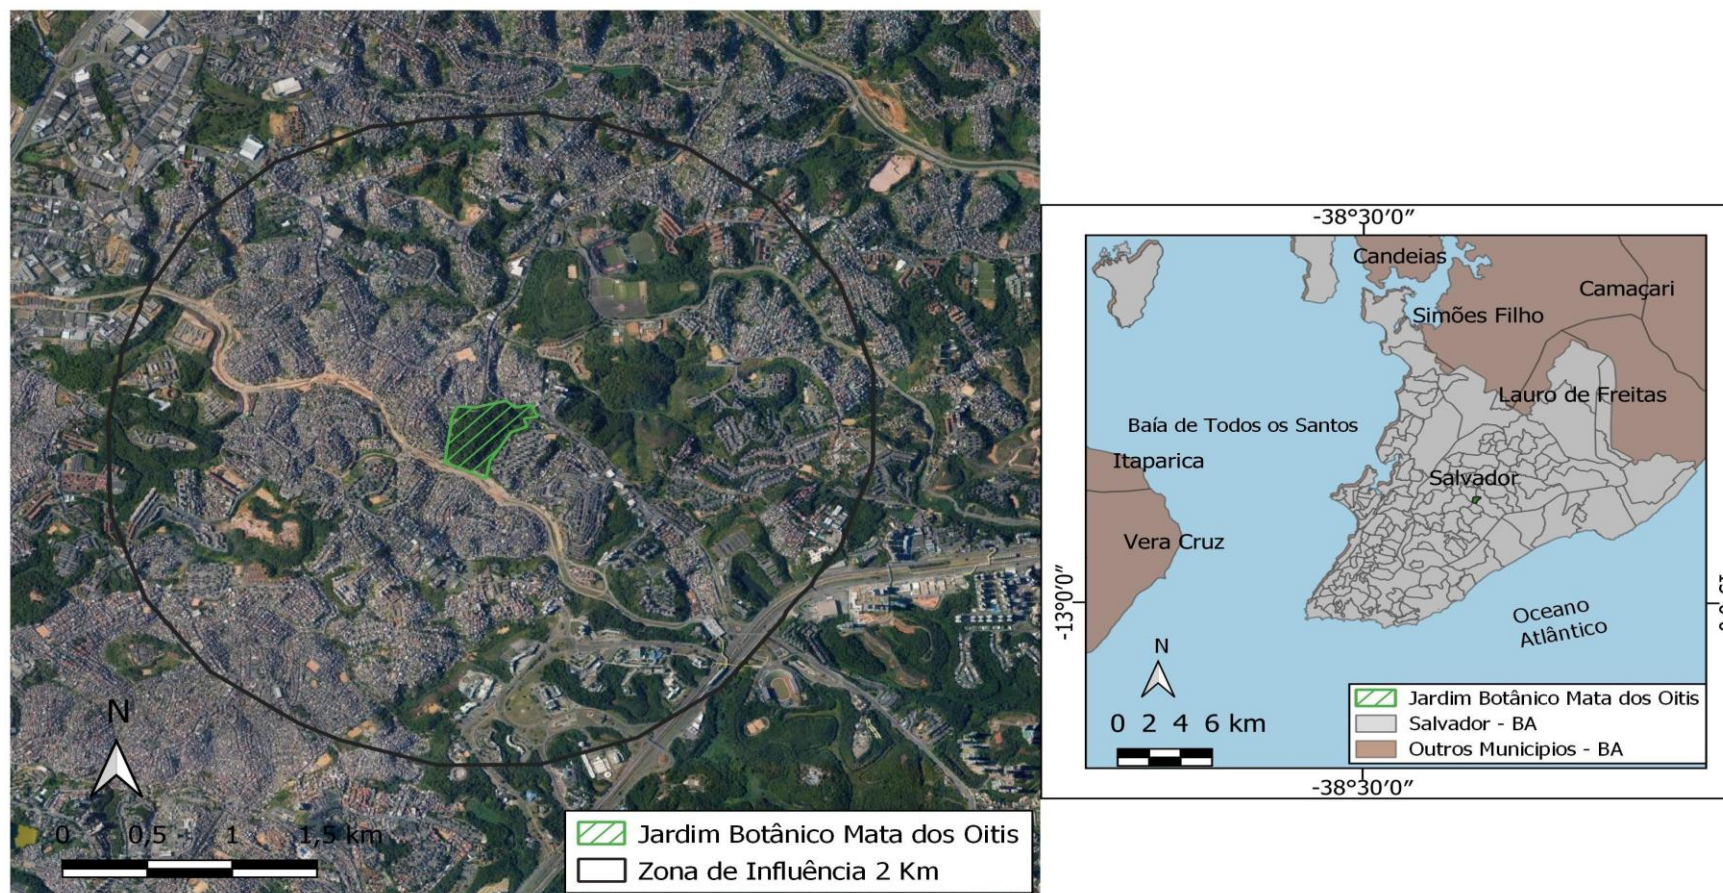 N
0 0,5 1 1,5 km
Jardim Botânico Mata dos Oitis
Zona de Influência 2 Km
-38°30′0″
Candeias
Camaçari
Simões Filho
Lauro de Freitas
Baía de Todos os Santos
Itaparica
Salvador
Vera Cruz
-13°0′0″
Oceano
Atlântico
N
0 2 4 6 km
Jardim Botânico Mata dos Oitis
Salvador - BA
Outros Municipios - BA
-38°30′0″